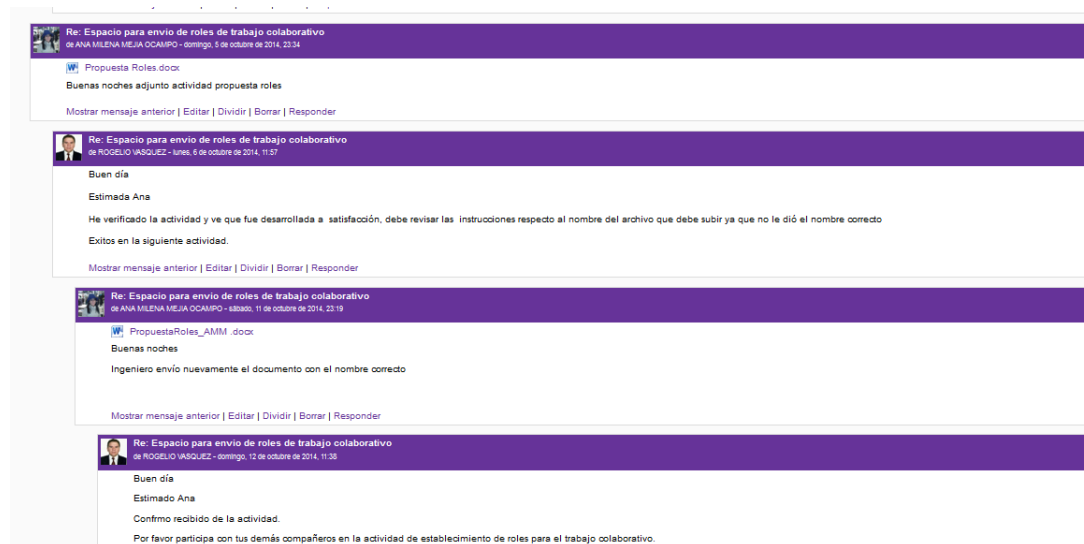 Re: Espacio para envio de roles de trabajo colaborativo
de ANA MILENA MEJIA OCAMPO - domingo, 5 de octubre de 2014, 23:34
Propuesta Roles.docx
Buenas noches adjunto actividad propuesta roles
Mostrar mensaje anterior | Editar | Dividir | Borrar | Responder
Re: Espacio para envio de roles de trabajo colaborativo
de ROGELIO VASQUEZ - lunes, 6 de octubre de 2014, 11:57
Buen día
Estimada Ana
He verificado la actividad y ve que fue desarrollada a satisfacción, debe revisar las instrucciones respecto al nombre del archivo que debe subir ya que no le dió el nombre correcto
Exitos en la siguiente actividad.
Mostrar mensaje anterior | Editar | Dividir | Borrar | Responder
Re: Espacio para envio de roles de trabajo colaborativo
de ANA MILENA MEJIA OCAMPO - sábado, 11 de octubre de 2014, 23:19
PropuestaRoles_AMM .docx
Buenas noches
Ingeniero envío nuevamente el documento con el nombre correcto
Mostrar mensaje anterior | Editar | Dividir | Borrar | Responder
Re: Espacio para envio de roles de trabajo colaborativo
de ROGELIO VASQUEZ - domingo, 12 de octubre de 2014, 11:38
Buen día
Estimado Ana
Confrmo recibido de la actividad.
Por favor participa con tus demás compañeros en la actividad de establecimiento de roles para el trabajo colaborativo.